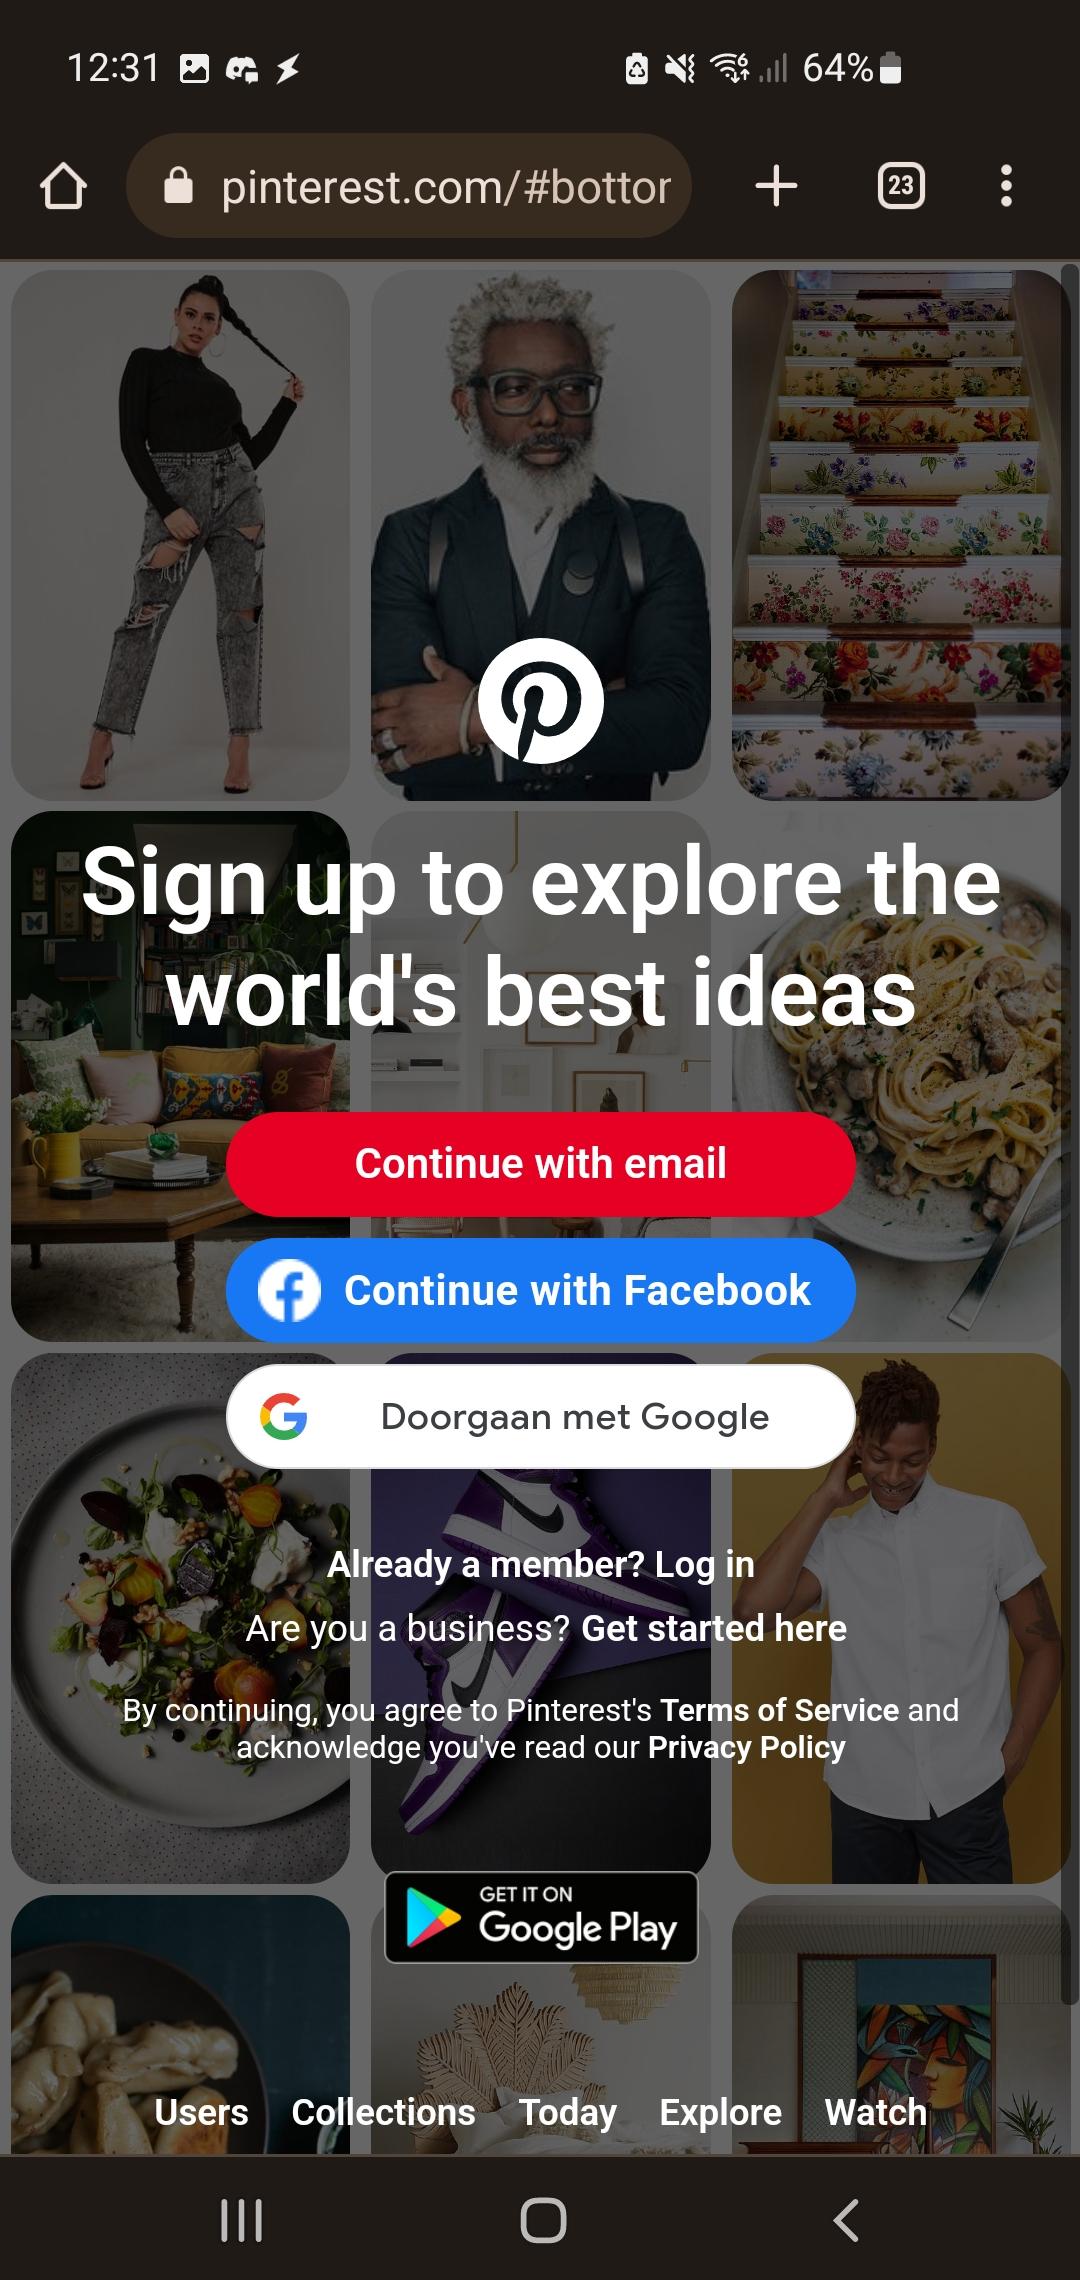 12:31
64%
pinterest.com/#bottor
23
Sign up to explore the
world's best ideas
Continue with email
Continue with Facebook
Doorgaan met Google
Already a member? Log in
Are you a business? Get started here
By continuing, you agree to Pinterest's Terms of Service and
acknowledge you've read our Privacy Policy
GET IT ON
Google Play
Users Collections Today Explore Watch